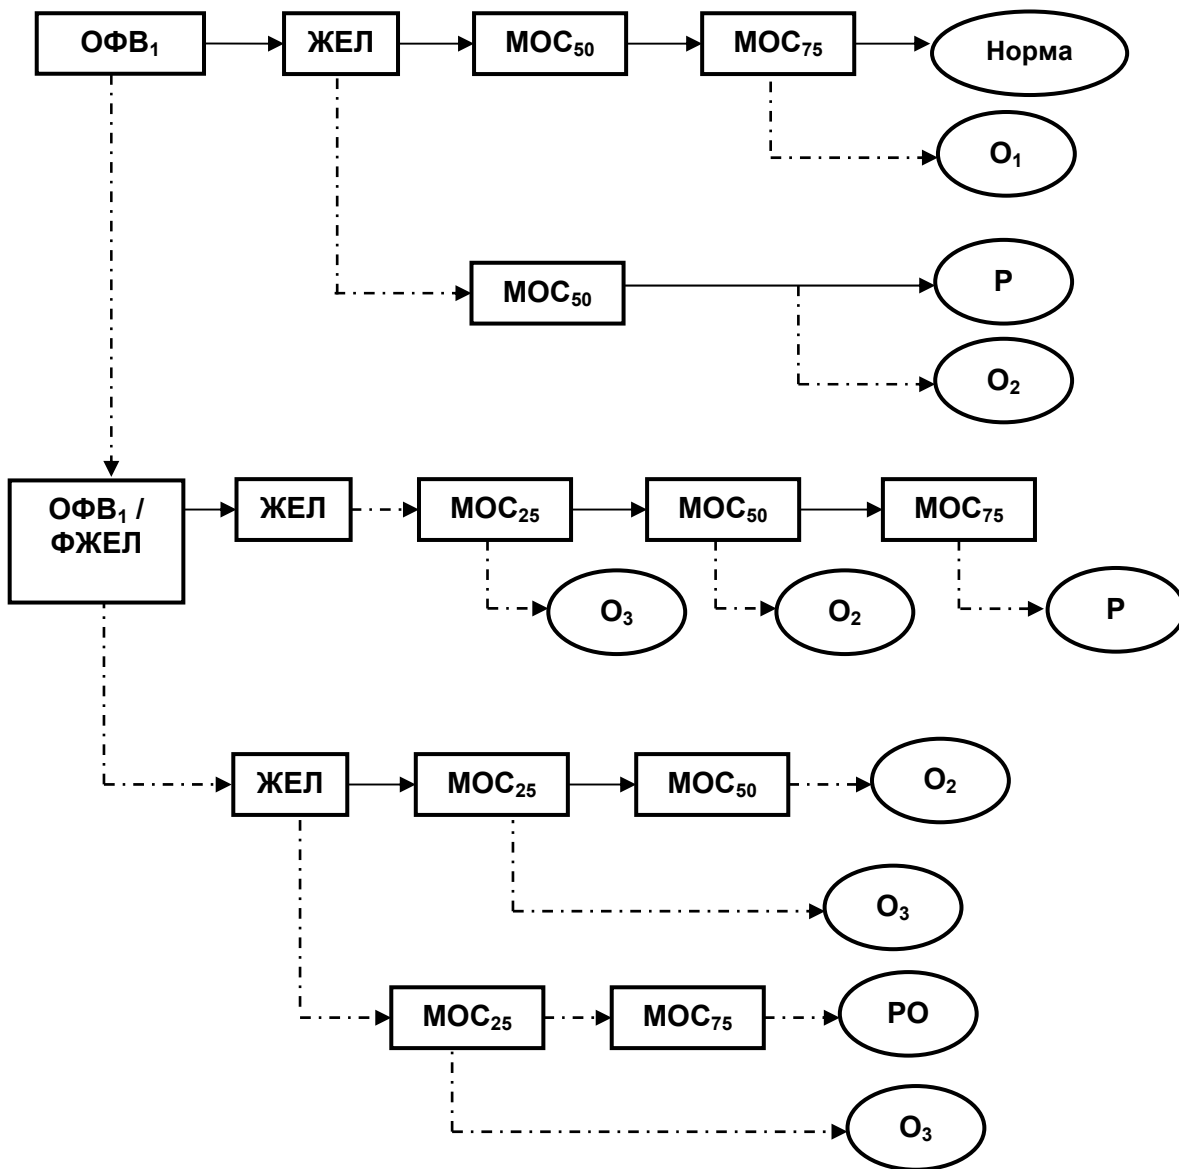 ОФВ₁
ЖЕЛ
МОС₅₀
МОС₇₅
Норма
О₁
МОС₅₀
Р
О₂
ОФВ₁ /
ФЖЕЛ
ЖЕЛ
МОС₂₅
МОС₅₀
МОС₇₅
О₃
О₂
Р
ЖЕЛ
МОС₂₅
МОС₅₀
О₂
О₃
МОС₂₅
МОС₇₅
РО
О₃